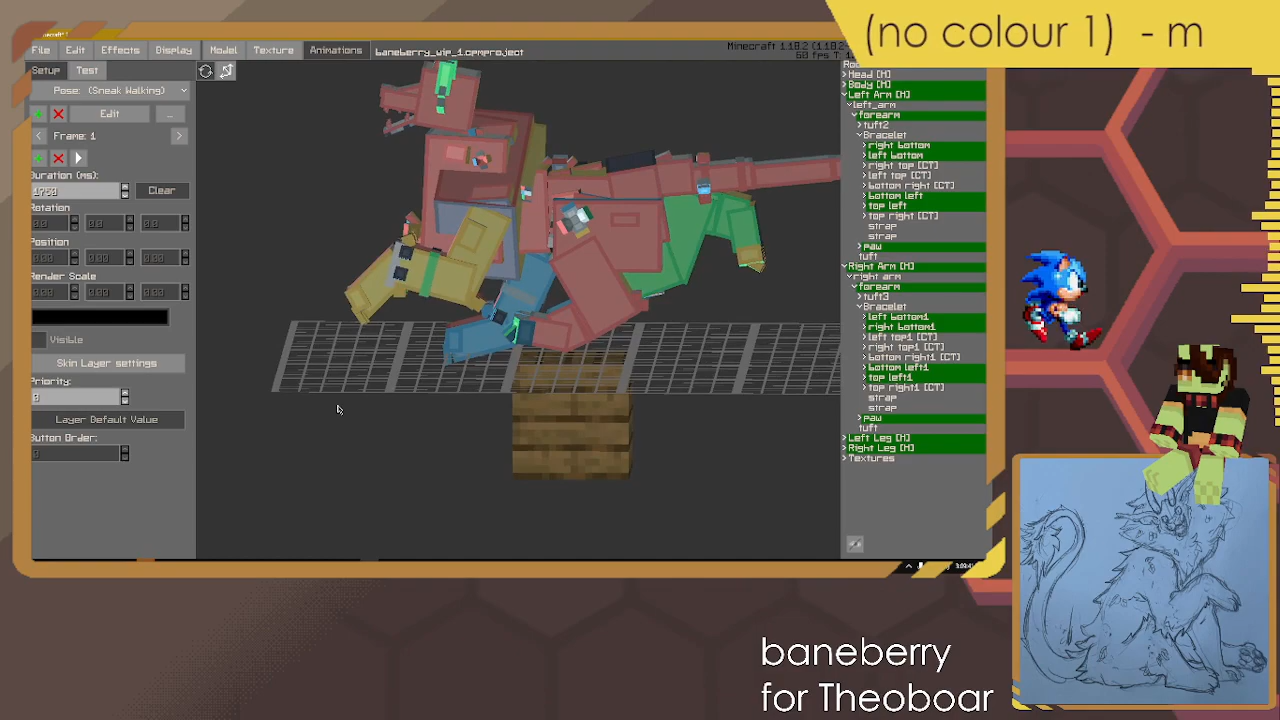 (no colour 1) - m
File Edit Effects Display Model Texture Animations baneberry_wip_1.cpmproject
Setup Test
Pose: (Sneak Walking)
Edit ...
Frame: 1
Duration (ms):
1750 Clear
Rotation
Position
Render Scale
Visible
Skin Layer settings
Priority:
0
Layer Default Value
Button Order:
Head [H]
Body [H]
Left Arm [H]
left_arm
forearm
tuft2
Bracelet
right bottom
left bottom
right top [CT]
left top [CT]
bottom right [CT]
bottom left
top left
top right [CT]
strap
strap
paw
tuft
Right Arm [H]
right arm
forearm
tuft3
Bracelet
left bottom1
right bottom1
left top1 [CT]
right top1 [CT]
bottom right1 [CT]
bottom left1
top left1
top right1 [CT]
strap
strap
paw
tuft
Left Leg [H]
Right Leg [H]
Textures
baneberry
for Theoboar